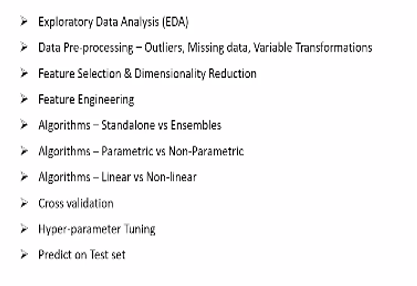 ➢ Exploratory Data Analysis (EDA)
➢ Data Pre-processing – Outliers, Missing data, Variable Transformations
➢ Feature Selection & Dimensionality Reduction
➢ Feature Engineering
➢ Algorithms – Standalone vs Ensembles
➢ Algorithms – Parametric vs Non-Parametric
➢ Algorithms – Linear vs Non-linear
➢ Cross validation
➢ Hyper-parameter Tuning
➢ Predict on Test set